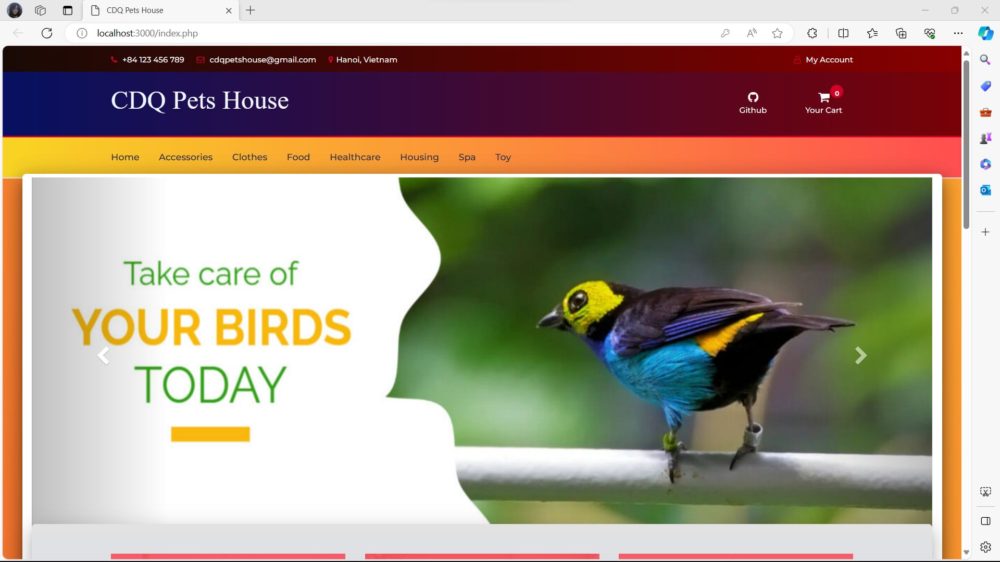 CDQ Pets House
localhost:3000/index.php
+84 123 456 789 cdqpetshouse@gmail.com Hanoi, Vietnam My Account
CDQ Pets House
0
Github Your Cart
Home Accessories Clothes Food Healthcare Housing Spa Toy
Take care of
YOUR BIRDS
TODAY